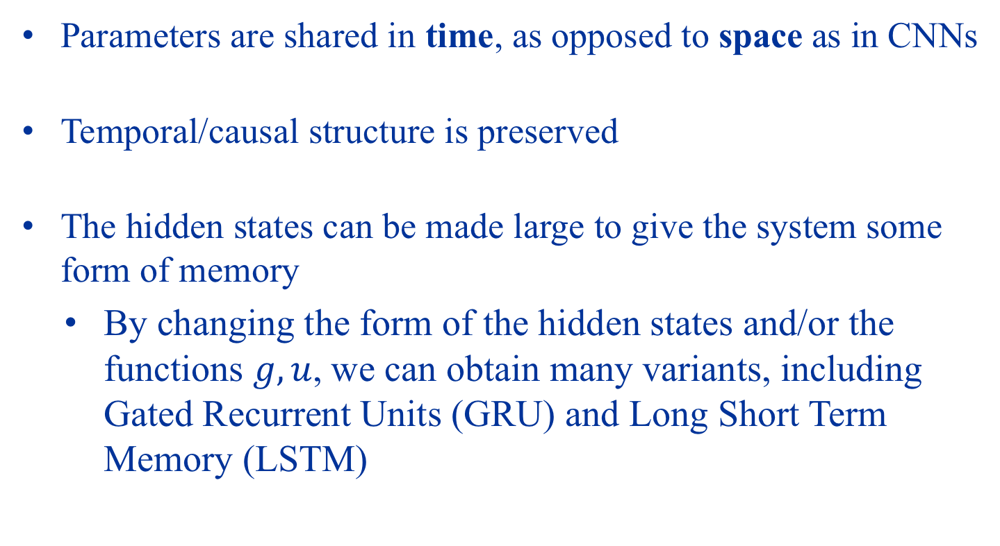 • Parameters are shared in time, as opposed to space as in CNNs
• Temporal/causal structure is preserved
• The hidden states can be made large to give the system some
form of memory
• By changing the form of the hidden states and/or the
functions 𝑔, 𝑢, we can obtain many variants, including
Gated Recurrent Units (GRU) and Long Short Term
Memory (LSTM)